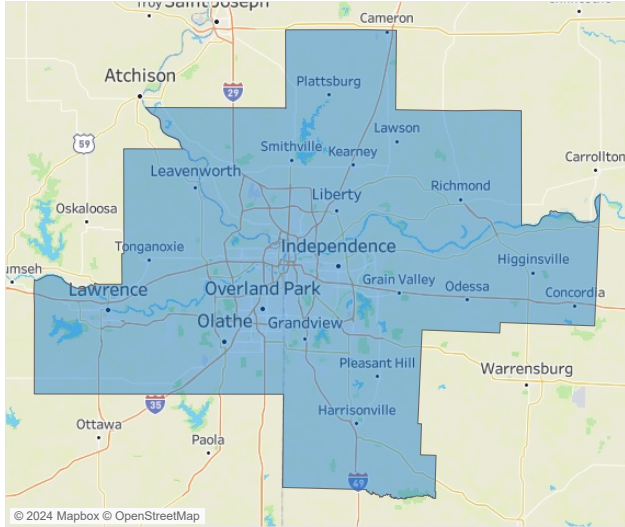 Troy
Saint Joseph
Cameron
Atchison
29
Plattsburg
59
Lawson
Smithville
Kearney
Carrollton
Leavenworth
Richmond
Liberty
Oskaloosa
Tonganoxie
Independence
Higginsville
umseh
Grain Valley
Lawrence
Overland Park
Odessa
Concordia
Olathe
Grandview
Pleasant Hill
Warrensburg
35
Harrisonville
Ottawa
Paola
49
© 2024 Mapbox © OpenStreetMap